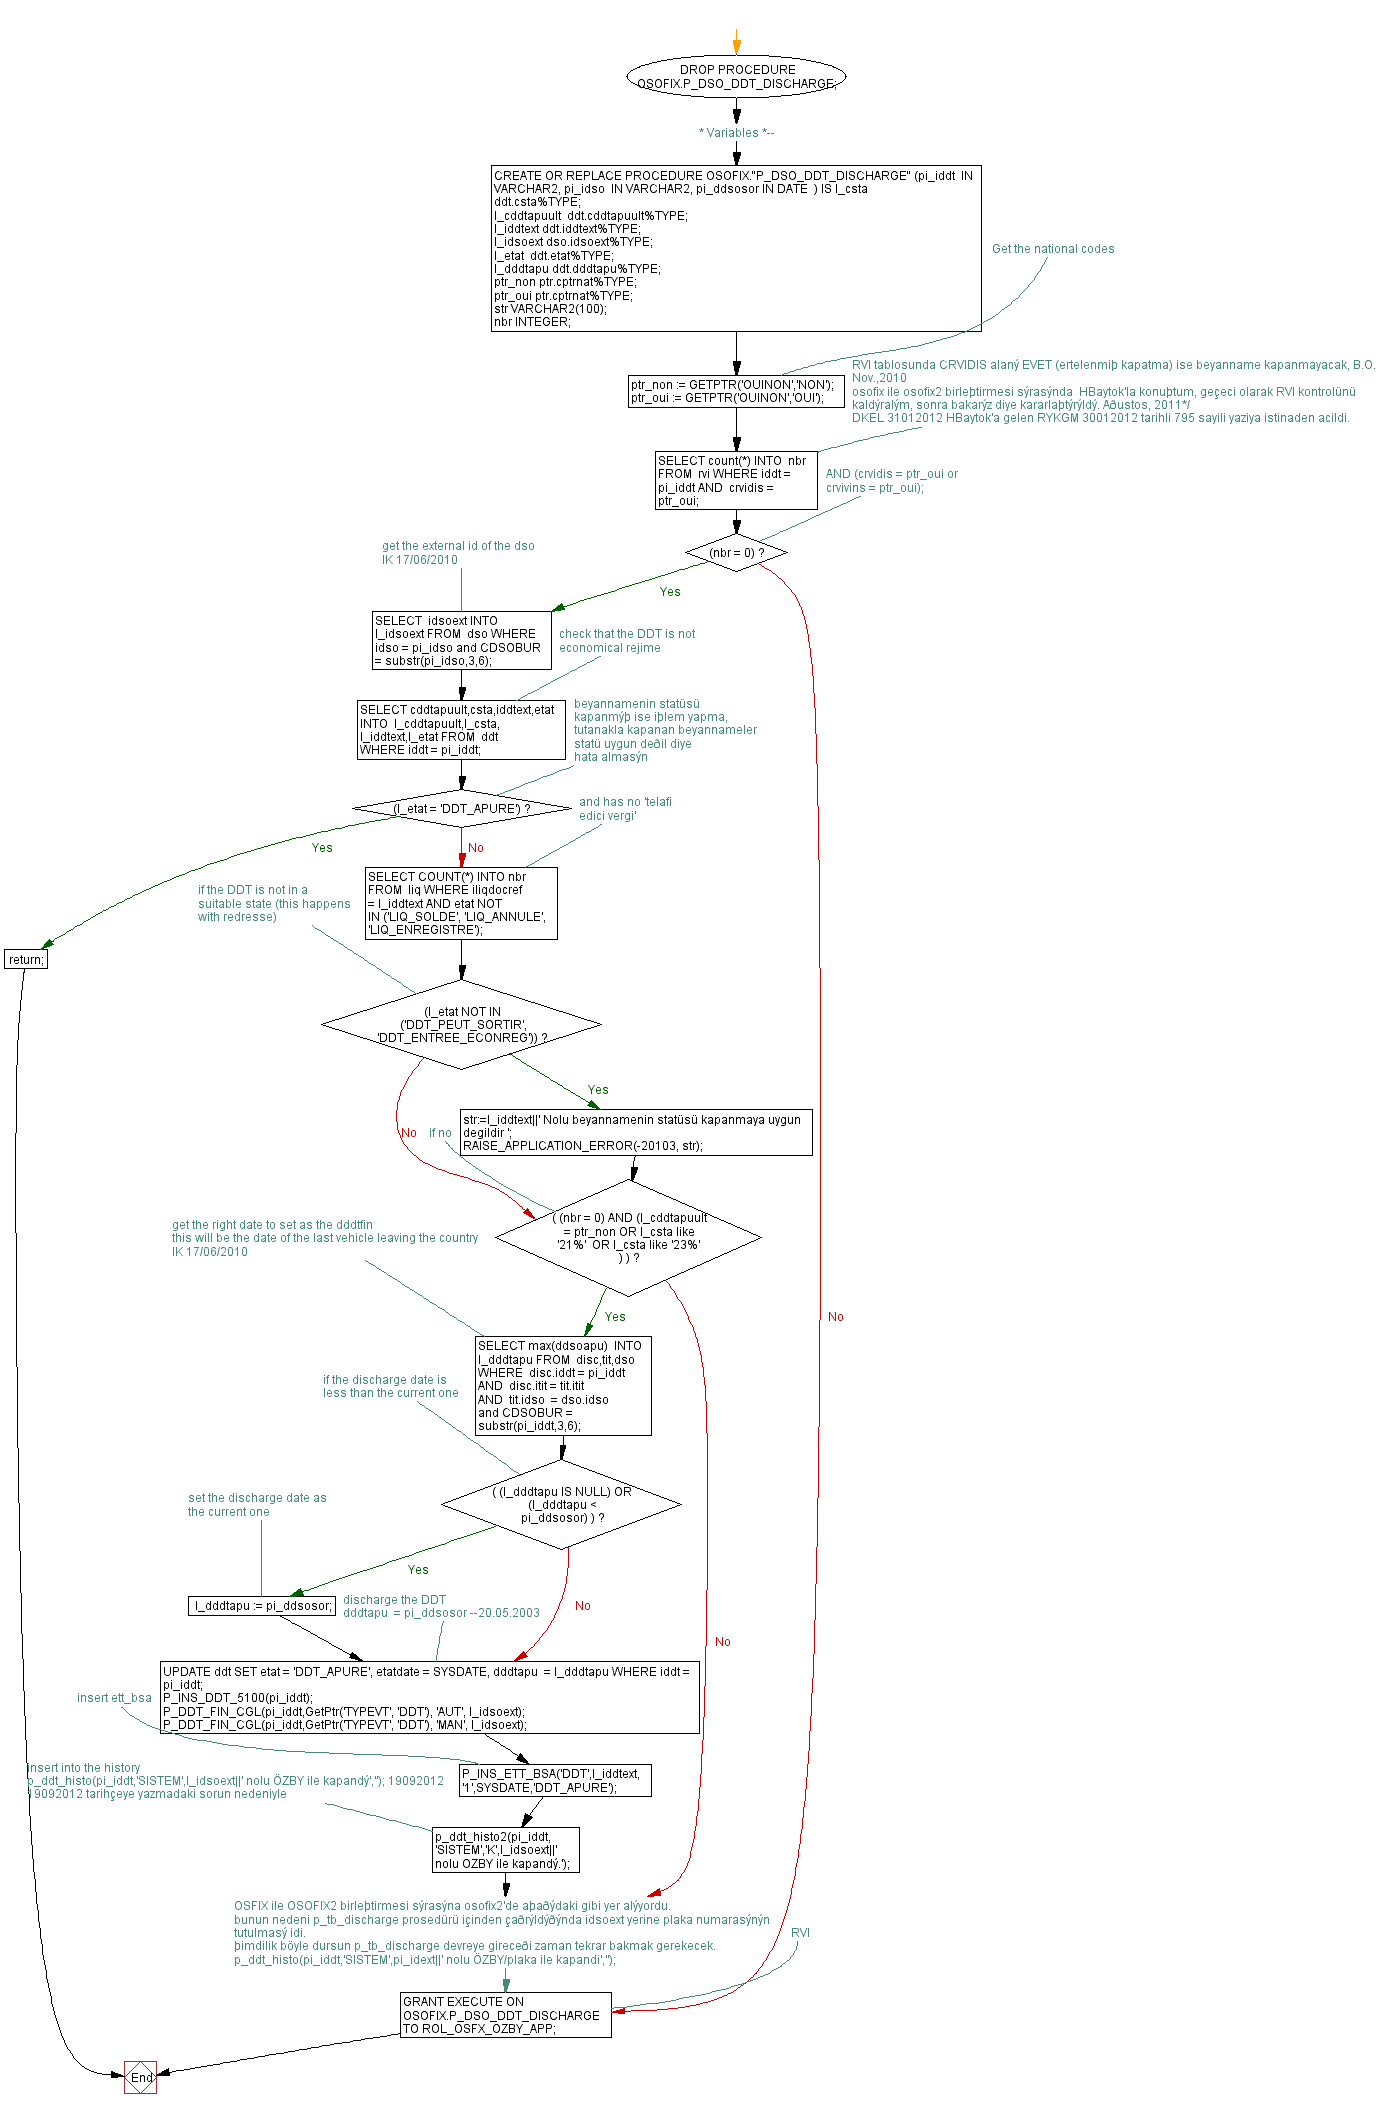 DROP PROCEDURE
OSOFIX.P_DSO_DDT_DISCHARGE;
* Variables *--
CREATE OR REPLACE PROCEDURE OSOFIX."P_DSO_DDT_DISCHARGE" (pi_iddt  IN
VARCHAR2, pi_idso  IN VARCHAR2, pi_ddsosor IN DATE  ) IS l_csta
ddt.csta%TYPE;
l_cddtapuult  ddt.cddtapuult%TYPE;
l_iddtext ddt.iddtext%TYPE;
l_idsoext dso.idsoext%TYPE;
l_etat  ddt.etat%TYPE;
l_dddtapu ddt.dddtapu%TYPE;
ptr_non ptr.cptrnat%TYPE;
ptr_oui ptr.cptrnat%TYPE;
str VARCHAR2(100);
nbr INTEGER;
Get the national codes
ptr_non := GETPTR('OUINON','NON');
ptr_oui := GETPTR('OUINON','OUI');
RVI tablosunda CRVIDIS alaný EVET (ertelenmiþ kapatma) ise beyanname kapanmayacak, B.O.
Nov.,2010
osofix ile osofix2 birleþtirmesi sýrasýnda  HBaytok'la konuþtum, geçeci olarak RVI kontrolünü
kaldýralým, sonra bakarýz diye kararlaþtýrýldý. Aðustos, 2011*/
DKEL 31012012 HBaytok'a gelen RYKGM 30012012 tarihli 795 sayili yaziya istinaden acildi.
SELECT count(*) INTO  nbr
FROM  rvi WHERE iddt =
pi_iddt AND  crvidis =
ptr_oui;
AND (crvidis = ptr_oui or
crvivins = ptr_oui);
(nbr = 0) ?
get the external id of the dso
IK 17/06/2010
Yes
SELECT  idsoext INTO
l_idsoext FROM  dso WHERE
idso = pi_idso and CDSOBUR
= substr(pi_idso,3,6);
check that the DDT is not
economical rejime
SELECT cddtapuult,csta,iddtext,etat
INTO  l_cddtapuult,l_csta,
l_iddtext,l_etat FROM  ddt
WHERE iddt = pi_iddt;
beyannamenin statüsü
kapanmýþ ise iþlem yapma,
tutanakla kapanan beyannameler
statü uygun deðil diye
hata almasýn
(l_etat = 'DDT_APURE') ?
and has no 'telafi
edici vergi'
Yes
No
SELECT COUNT(*) INTO nbr
FROM  liq WHERE iliqdocref
= l_iddtext AND etat NOT
IN ('LIQ_SOLDE', 'LIQ_ANNULE',
'LIQ_ENREGISTRE');
if the DDT is not in a
suitable state (this happens
with redresse)
return;
(l_etat NOT IN
('DDT_PEUT_SORTIR',
'DDT_ENTREE_ECONREG')) ?
Yes
No
if no
str:=l_iddtext||' Nolu beyannamenin statüsü kapanmaya uygun
degildir ';
RAISE_APPLICATION_ERROR(-20103, str);
( (nbr = 0) AND (l_cddtapuult
= ptr_non OR l_csta like
'21%'  OR l_csta like '23%'
) ) ?
get the right date to set as the dddtfin
this will be the date of the last vehicle leaving the country
IK 17/06/2010
Yes
No
SELECT max(ddsoapu)  INTO
l_dddtapu FROM  disc,tit,dso
WHERE  disc.iddt = pi_iddt
AND  disc.itit = tit.itit
AND  tit.idso  = dso.idso
and CDSOBUR =
substr(pi_iddt,3,6);
if the discharge date is
less than the current one
( (l_dddtapu IS NULL) OR
(l_dddtapu <
pi_ddsosor) ) ?
set the discharge date as
the current one
Yes
No
l_dddtapu := pi_ddsosor;
discharge the DDT
dddtapu  = pi_ddsosor --20.05.2003
No
UPDATE ddt SET etat = 'DDT_APURE', etatdate = SYSDATE, dddtapu  = l_dddtapu WHERE iddt =
pi_iddt;
P_INS_DDT_5100(pi_iddt);
P_DDT_FIN_CGL(pi_iddt,GetPtr('TYPEVT', 'DDT'), 'AUT', l_idsoext);
P_DDT_FIN_CGL(pi_iddt,GetPtr('TYPEVT', 'DDT'), 'MAN', l_idsoext);
insert ett_bsa
P_INS_ETT_BSA('DDT',l_iddtext,
'1',SYSDATE,'DDT_APURE');
insert into the history
p_ddt_histo(pi_iddt,'SISTEM',l_idsoext||' nolu ÖZBY ile kapandý',''); 19092012
19092012 tarihçeye yazmadaki sorun nedeniyle
p_ddt_histo2(pi_iddt,
'SISTEM','K',l_idsoext||'
nolu OZBY ile kapandý.');
OSFIX ile OSOFIX2 birleþtirmesi sýrasýna osofix2'de aþaðýdaki gibi yer alýyordu.
bunun nedeni p_tb_discharge prosedürü içinden çaðrýldýðýnda idsoext yerine plaka numarasýnýn
tutulmasý idi.
þimdilik böyle dursun p_tb_discharge devreye gireceði zaman tekrar bakmak gerekecek.
p_ddt_histo(pi_iddt,'SISTEM',pi_idext||' nolu ÖZBY/plaka ile kapandi','');
RVI
GRANT EXECUTE ON
OSOFIX.P_DSO_DDT_DISCHARGE
TO ROL_OSFX_OZBY_APP;
End